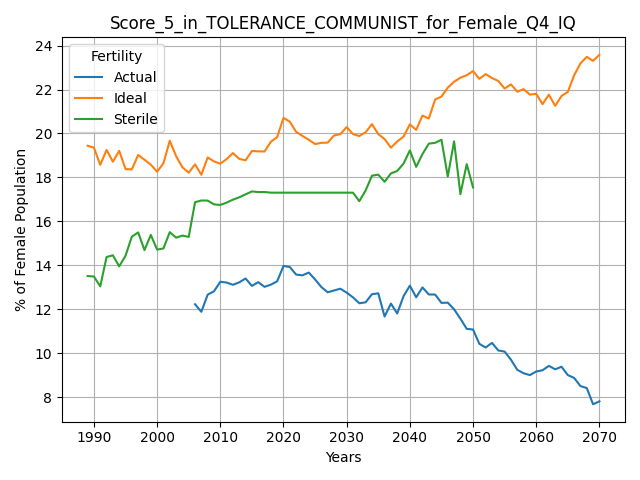 Score_5_in_TOLERANCE_COMMUNIST_for_Female_Q4_IQ
Fertility
Actual
Ideal
Sterile
% of Female Population
24
22
20
18
16
14
12
10
8
1990 2000 2010 2020 2030 2040 2050 2060 2070
Years